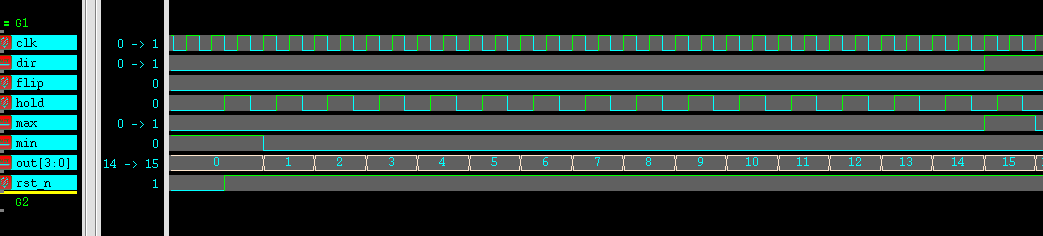 G1
clk 0 -> 1
dir 0 -> 1
flip 0
hold 0
max 0 -> 1
min 0
out[3:0] 14 -> 15 0 1 2 3 4 5 6 7 8 9 10 11 12 13 14 15
rst_n 1
G2